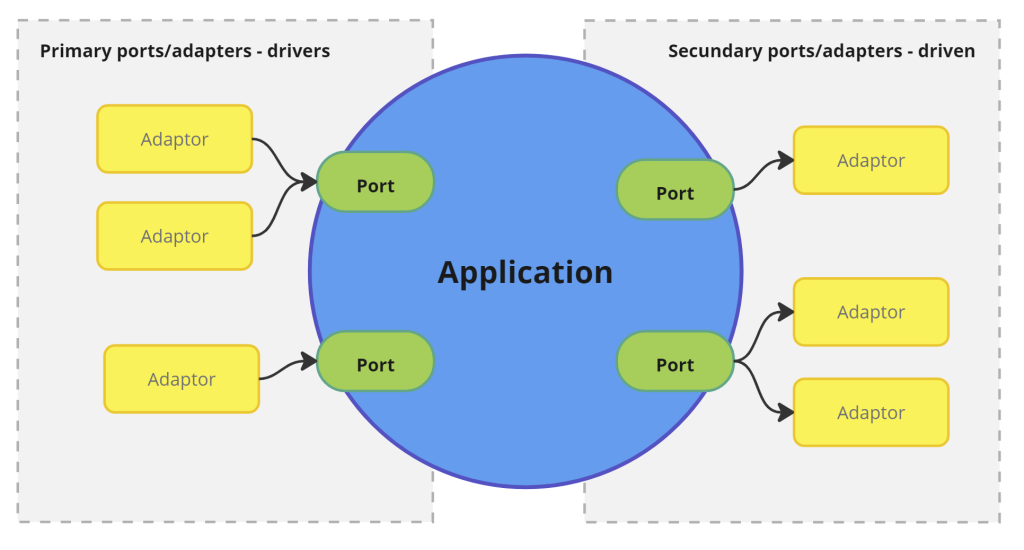 Primary ports/adapters - drivers
Secundary ports/adapters - driven
Adaptor
Adaptor
Port
Adaptor
Port
Adaptor
Application
Port
Adaptor
Port
Adaptor
Adaptor